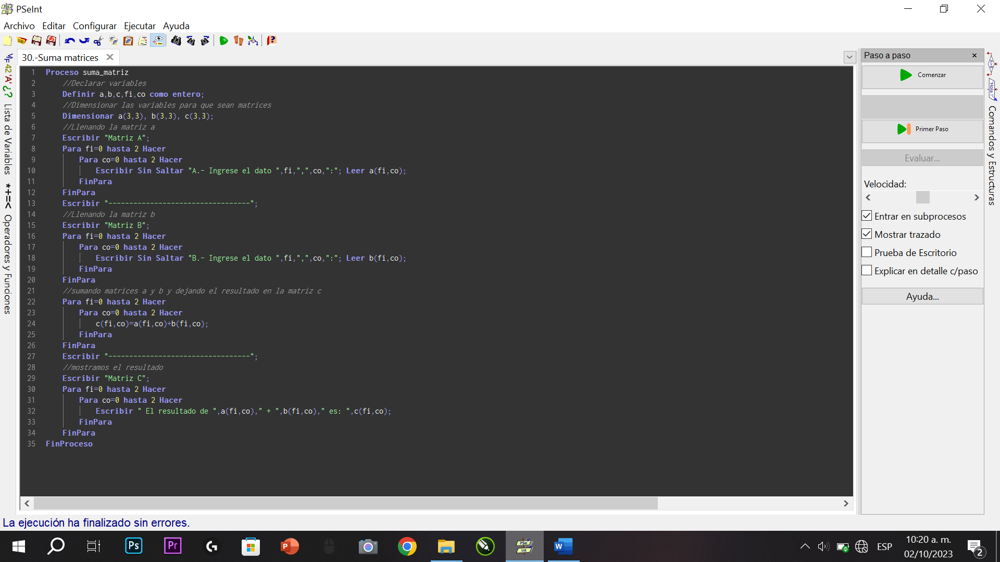 PSeInt
Archivo Editar Configurar Ejecutar Ayuda
30.-Suma matrices
1 Proceso suma_matriz
2 //Declarar variables
3 Definir a,b,c,fi,co como entero;
4 //Dimensionar las variables para que sean matrices
5 Dimensionar a(3,3), b(3,3), c(3,3);
6 //Llenando la matriz a
7 Escribir "Matriz A";
8 Para fi=0 hasta 2 Hacer
9 Para co=0 hasta 2 Hacer
10 Escribir Sin Saltar "A.- Ingrese el dato ",fi,",",co,":"; Leer a(fi,co);
11 FinPara
12 FinPara
13 Escribir "----------------------------------";
14 //Llenando la matriz b
15 Escribir "Matriz B";
16 Para fi=0 hasta 2 Hacer
17 Para co=0 hasta 2 Hacer
18 Escribir Sin Saltar "B.- Ingrese el dato ",fi,",",co,":"; Leer b(fi,co);
19 FinPara
20 FinPara
21 //sumando matrices a y b y dejando el resultado en la matriz c
22 Para fi=0 hasta 2 Hacer
23 Para co=0 hasta 2 Hacer
24 c(fi,co)=a(fi,co)+b(fi,co);
25 FinPara
26 FinPara
27 Escribir "----------------------------------";
28 //mostramos el resultado
29 Escribir "Matriz C";
30 Para fi=0 hasta 2 Hacer
31 Para co=0 hasta 2 Hacer
32 Escribir " El resultado de ",a(fi,co)," + ",b(fi,co)," es: ",c(fi,co);
33 FinPara
34 FinPara
35 FinProceso
Lista de Variables
*+=< Operadores y Funciones
Paso a paso
Comenzar
Primer Paso
Evaluar...
Velocidad:
Entrar en subprocesos
Mostrar trazado
Prueba de Escritorio
Explicar en detalle c/paso
Ayuda...
Comandos y Estructuras
La ejecución ha finalizado sin errores.
Ps
Pr
P
PSe
Int
W
ESP
10:20 a. m.
02/10/2023
2